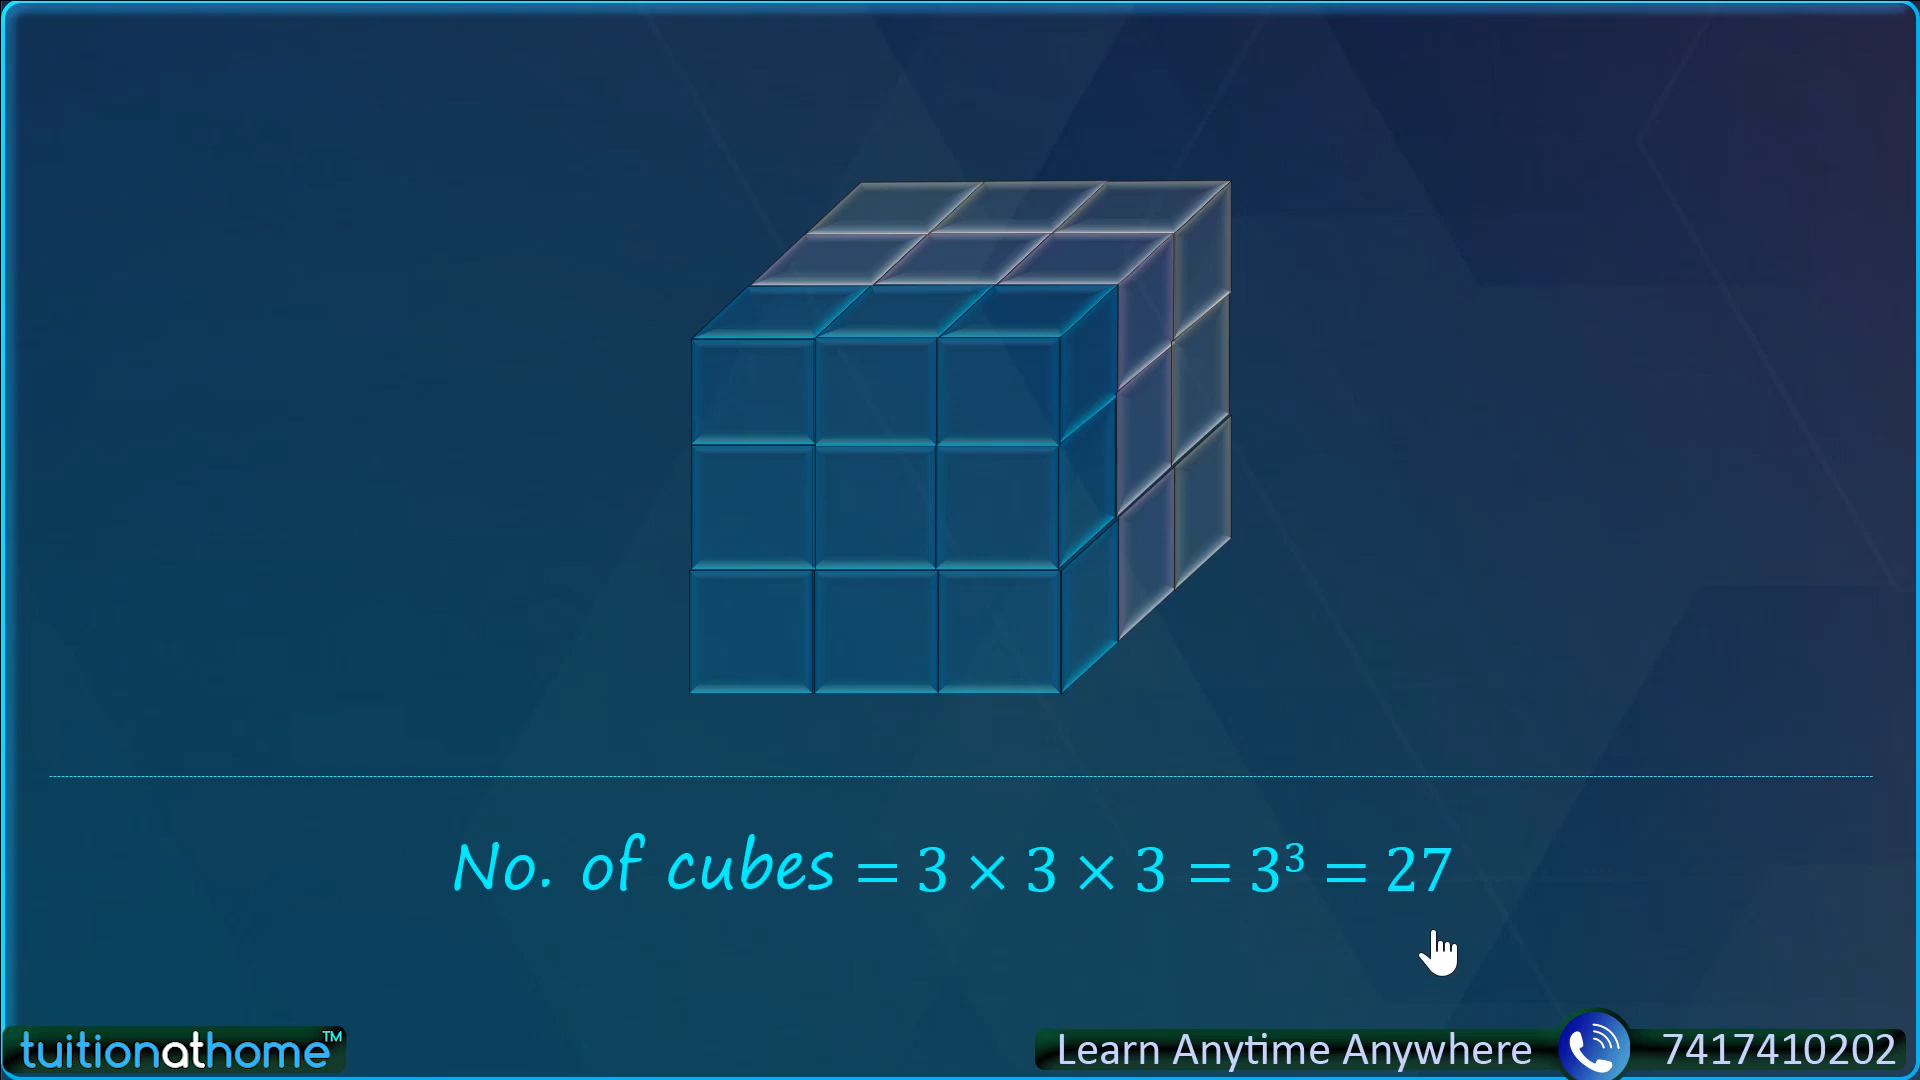 No. of cubes = 3 × 3 × 3 = 3³ = 27
tuitionathome™
Learn Anytime Anywhere 7417410202